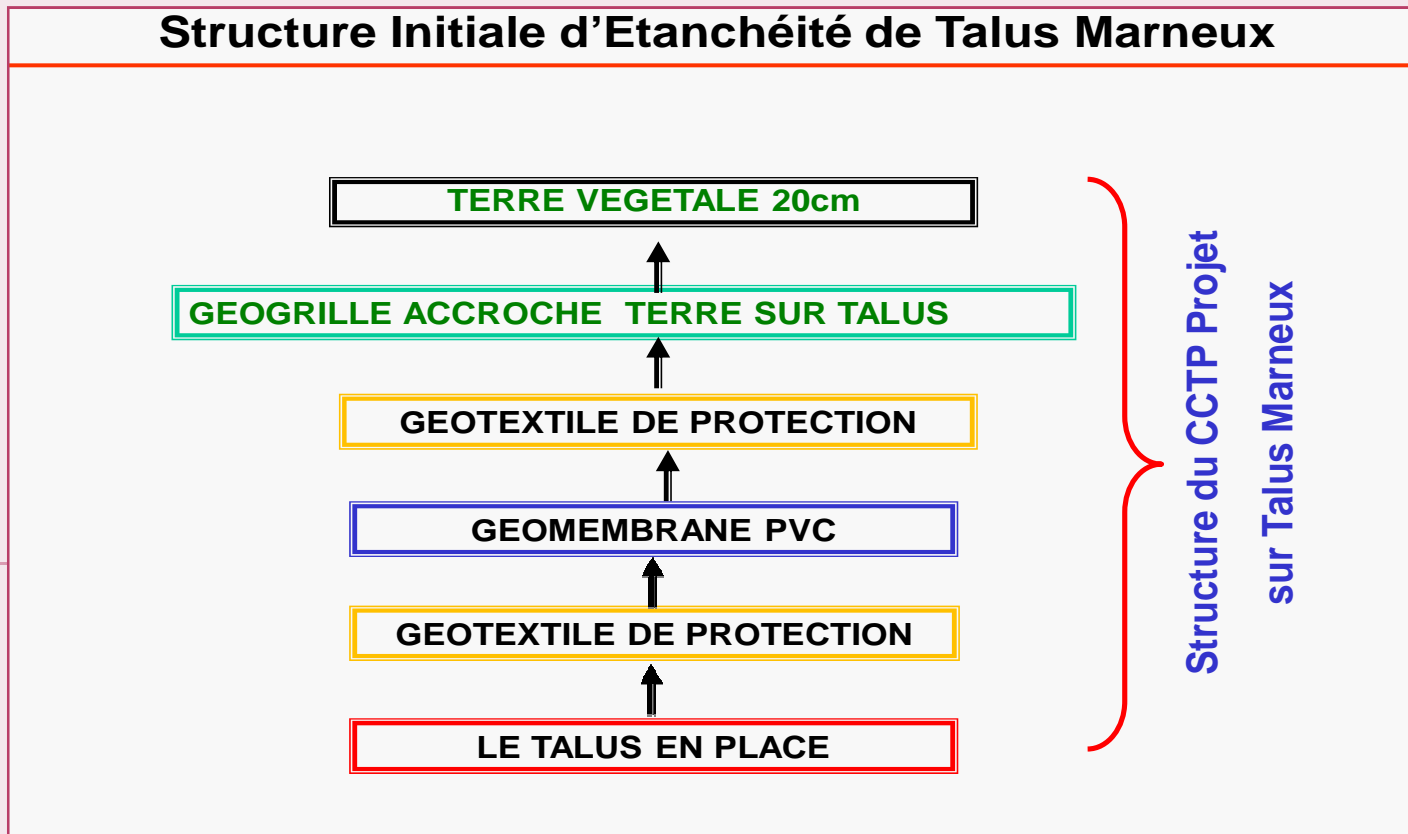 Structure Initiale d’Etanchéité de Talus Marneux
TERRE VEGETALE 20cm
GEOGRILLE ACCROCHE TERRE SUR TALUS
GEOTEXTILE DE PROTECTION
GEOMEMBRANE PVC
GEOTEXTILE DE PROTECTION
LE TALUS EN PLACE
Structure du CCTP Projet
sur Talus Marneux